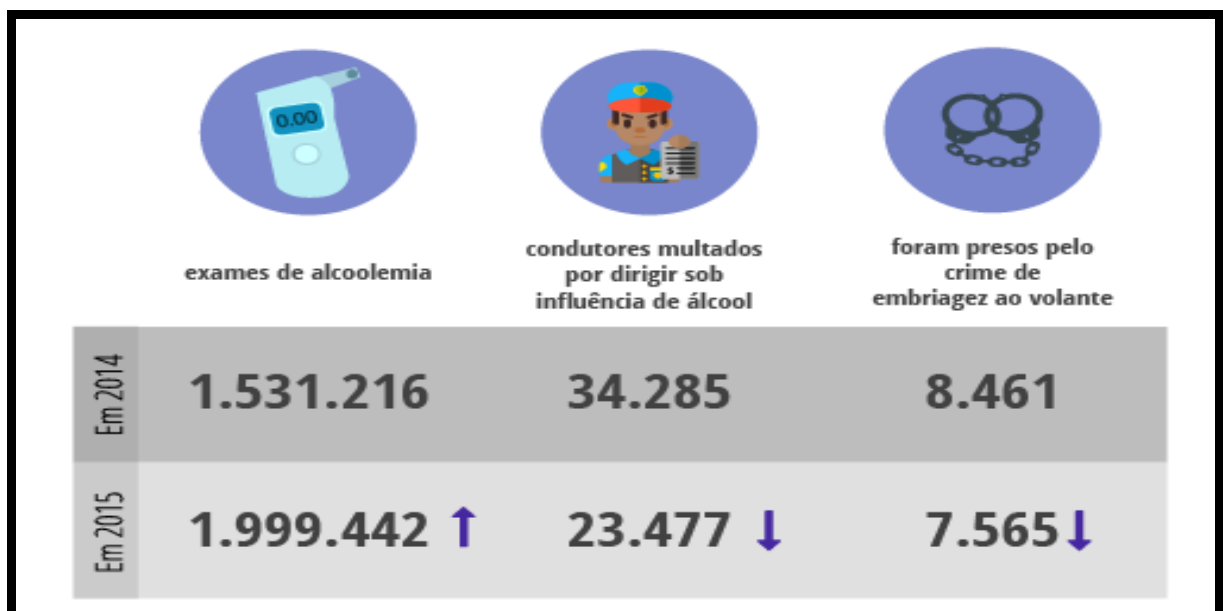 0.00
$
exames de alcoolemia
condutores multados
por dirigir sob
influência de álcool
foram presos pelo
crime de
embriagez ao volante
Em 2014
1.531.216
34.285
8.461
Em 2015
1.999.442 ↑
23.477 ↓
7.565↓